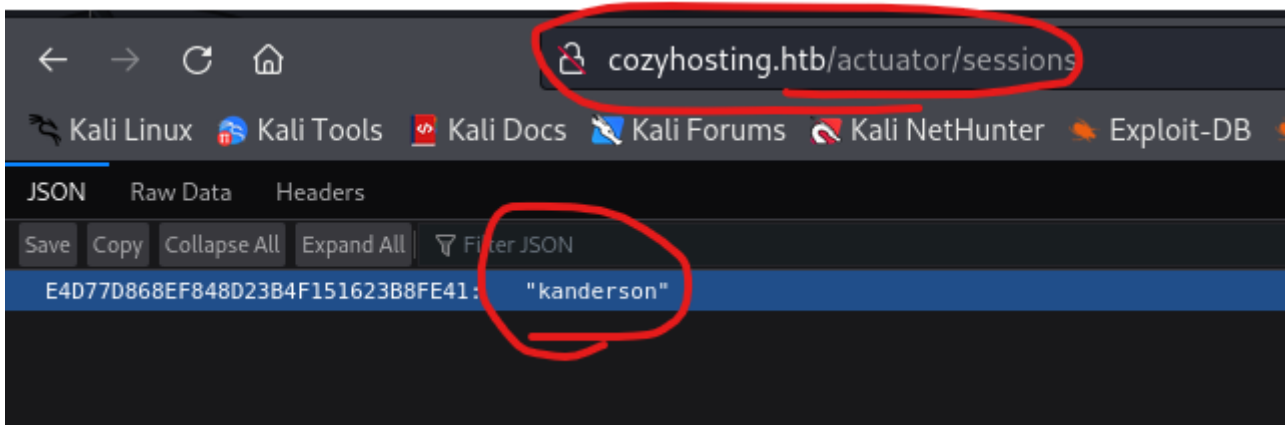 cozyhosting.htb/actuator/sessions
Kali Linux Kali Tools Kali Docs Kali Forums Kali NetHunter Exploit-DB
JSON Raw Data Headers
Save Copy Collapse All Expand All Filter JSON
E4D77D868EF848D23B4F151623B8FE41: "kanderson"